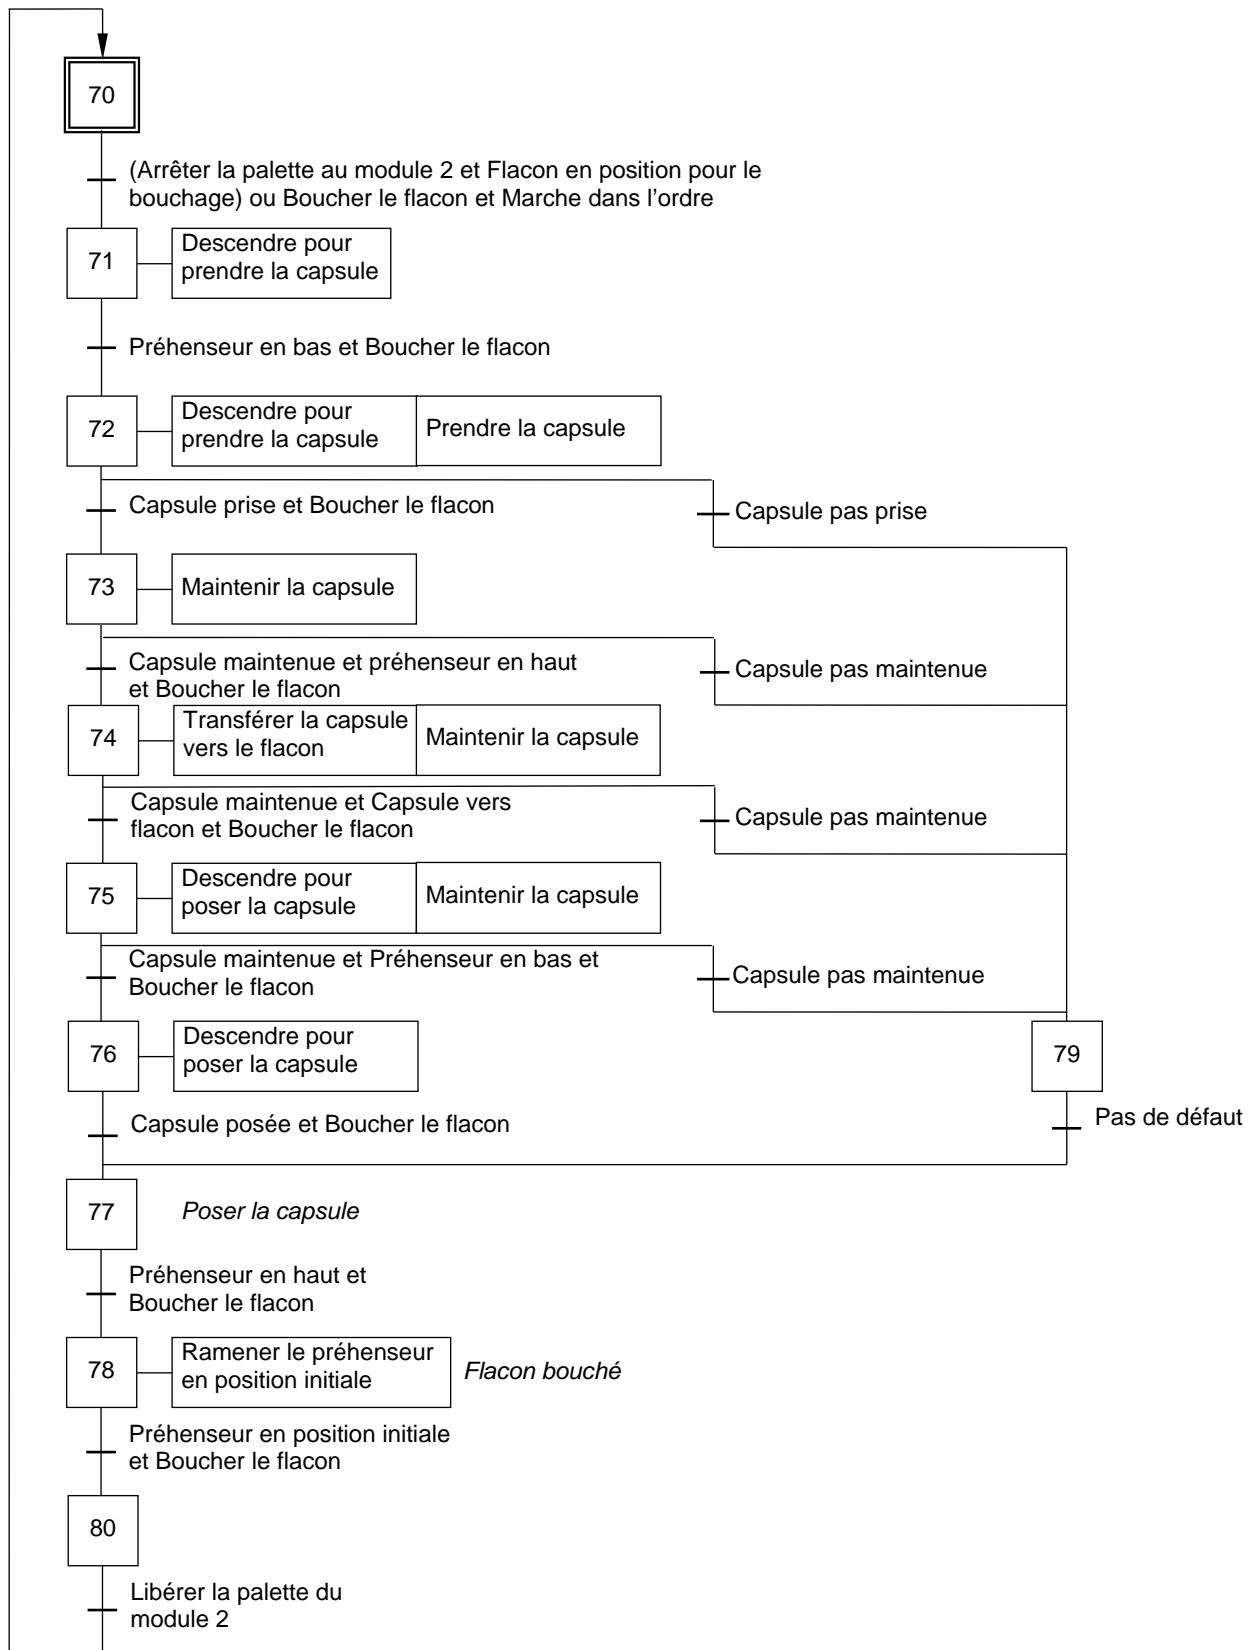 70
(Arrêter la palette au module 2 et Flacon en position pour le
bouchage) ou Boucher le flacon et Marche dans l’ordre
71
Descendre pour
prendre la capsule
Préhenseur en bas et Boucher le flacon
72
Descendre pour
prendre la capsule
Prendre la capsule
Capsule prise et Boucher le flacon
Capsule pas prise
73
Maintenir la capsule
Capsule maintenue et préhenseur en haut
et Boucher le flacon
Capsule pas maintenue
74
Transférer la capsule
vers le flacon
Maintenir la capsule
Capsule maintenue et Capsule vers
flacon et Boucher le flacon
Capsule pas maintenue
75
Descendre pour
poser la capsule
Maintenir la capsule
Capsule maintenue et Préhenseur en bas et
Boucher le flacon
Capsule pas maintenue
76
Descendre pour
poser la capsule
79
Capsule posée et Boucher le flacon
Pas de défaut
77
Poser la capsule
Préhenseur en haut et
Boucher le flacon
78
Ramener le préhenseur
en position initiale
Flacon bouché
Préhenseur en position initiale
et Boucher le flacon
80
Libérer la palette du
module 2